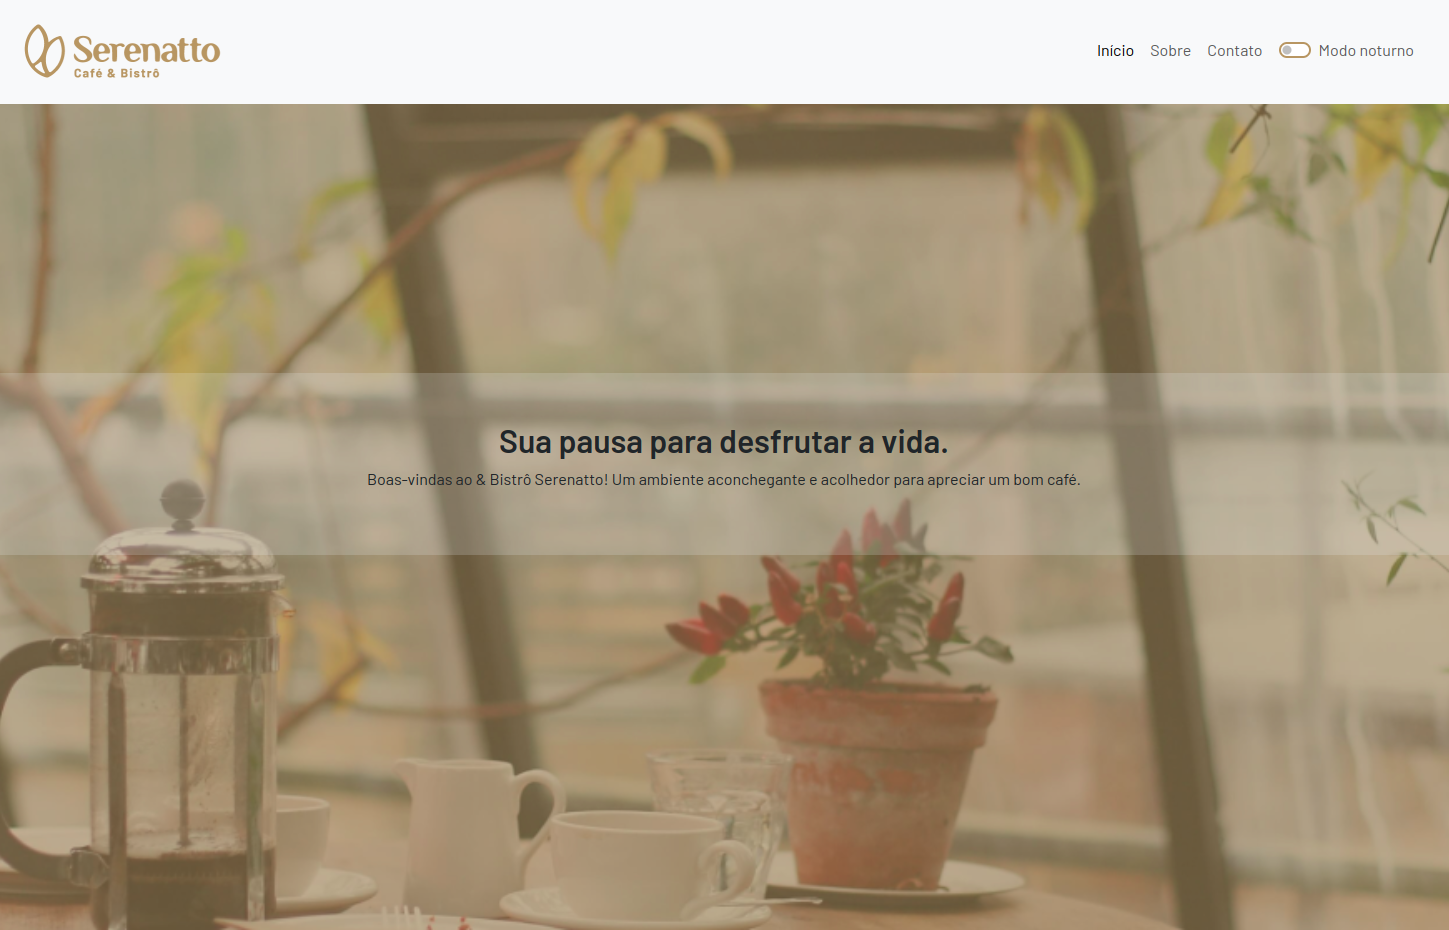 Serenatto
Café & Bistrô
Início
Sobre
Contato
Modo noturno
Sua pausa para desfrutar a vida.
Boas-vindas ao & Bistrô Serenatto! Um ambiente aconchegante e acolhedor para apreciar um bom café.